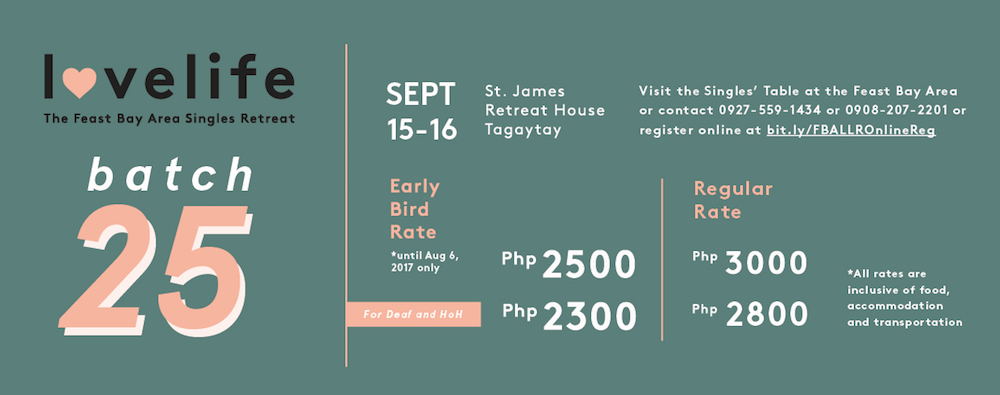 lovelife
The Feast Bay Area Singles Retreat
batch
25
SEPT
15-16
St. James
Retreat House
Tagaytay
Visit the Singles' Table at the Feast Bay Area
or contact 0927-559-1434 or 0908-207-2201 or
register online at bit.ly/FBALLROnlineReg
Early
Bird
Rate
*until Aug 6,
2017 only
Php 2500
For Deaf and HoH
Php 2300
Regular
Rate
Php 3000
Php 2800
*All rates are
inclusive of food,
accommodation
and transportation